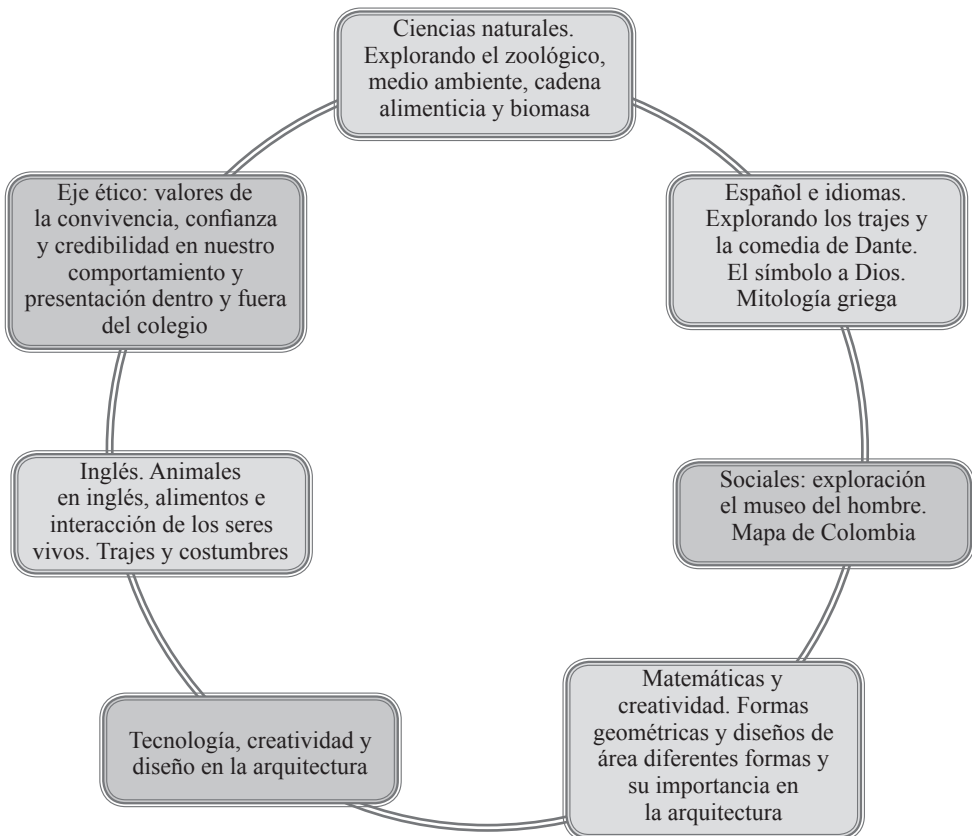 Ciencias naturales.
Explorando el zoológico,
medio ambiente, cadena
alimenticia y biomasa
Español e idiomas.
Explorando los trajes y
la comedia de Dante.
El símbolo a Dios.
Mitología griega
Sociales: exploración
el museo del hombre.
Mapa de Colombia
Matemáticas y
creatividad. Formas
geométricas y diseños de
área diferentes formas y
su importancia en
la arquitectura
Tecnología, creatividad y
diseño en la arquitectura
Inglés. Animales
en inglés, alimentos e
interacción de los seres
vivos. Trajes y costumbres
Eje ético: valores de
la convivencia, confianza
y credibilidad en nuestro
comportamiento y
presentación dentro y fuera
del colegio